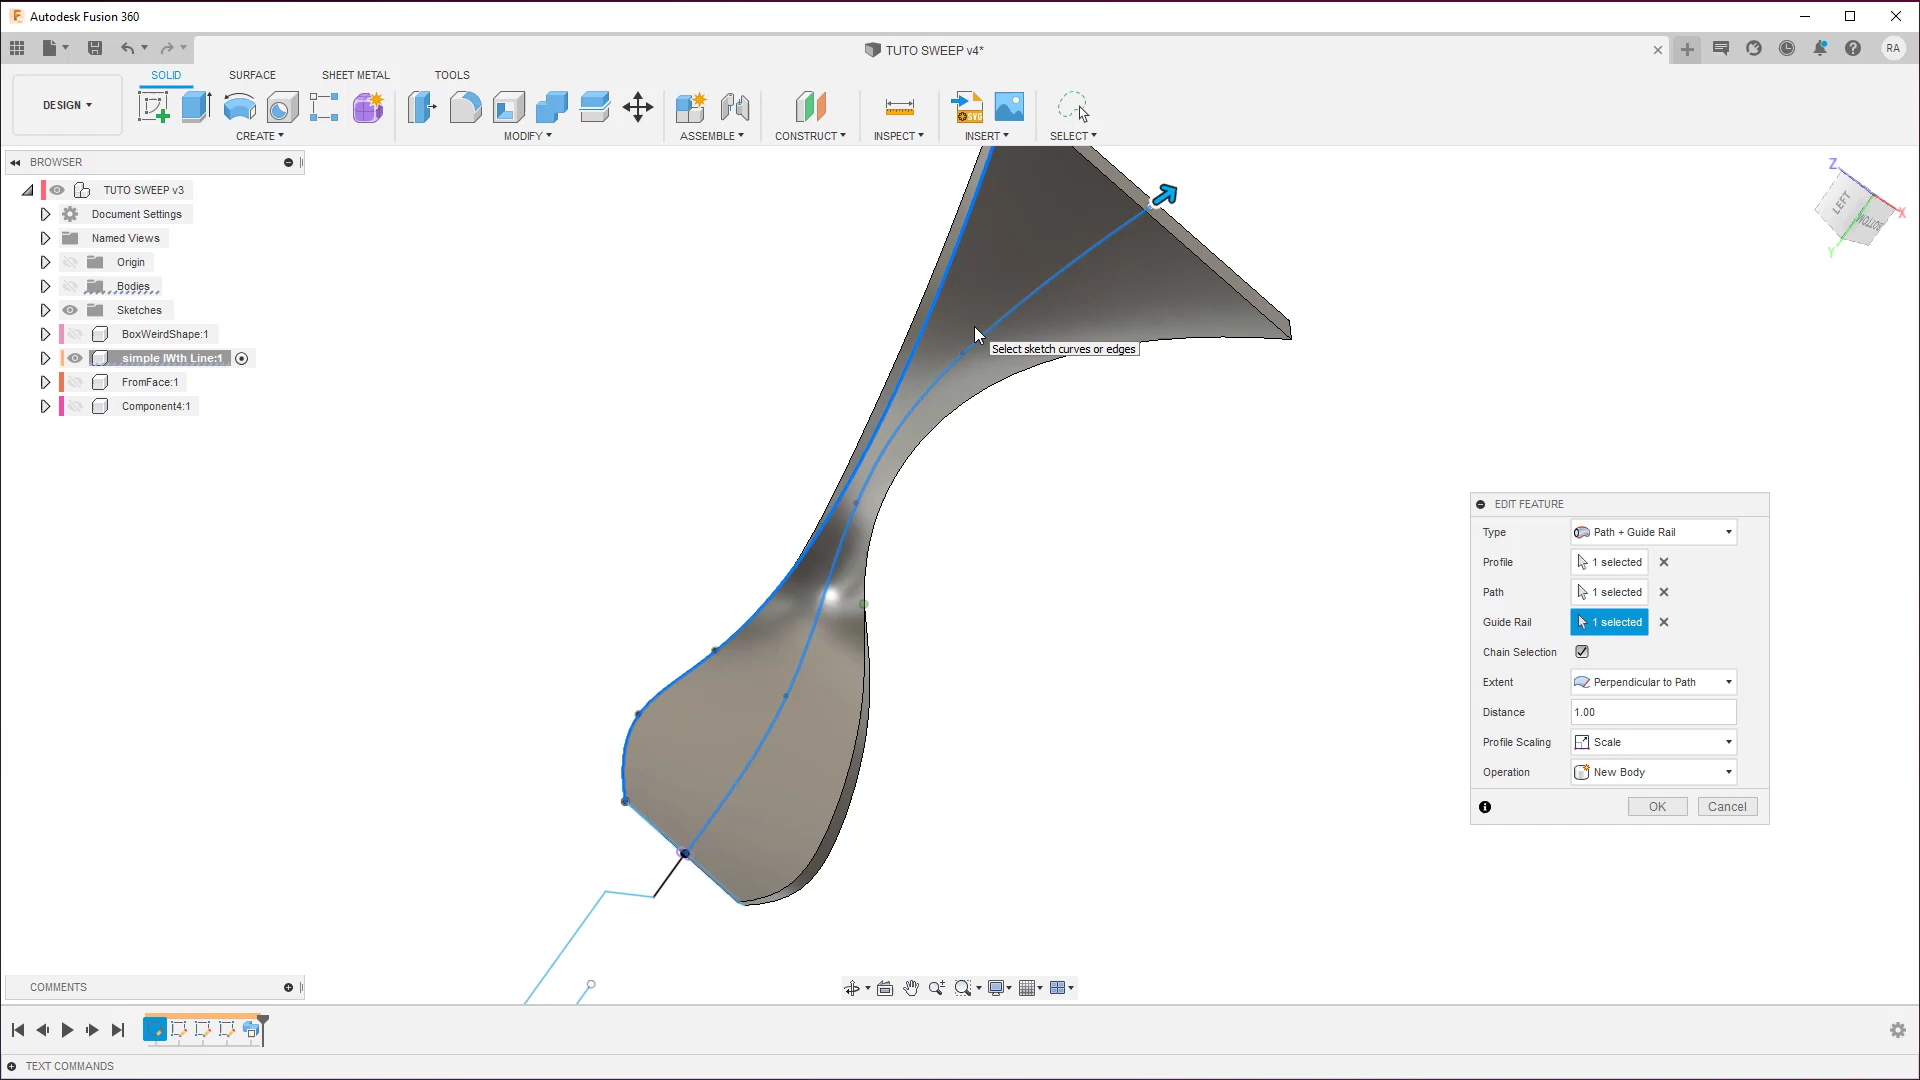 Autodesk Fusion 360
TUTO SWEEP v4*
RA
DESIGN
SOLID
SURFACE
SHEET METAL
TOOLS
SVG
CREATE
MODIFY
ASSEMBLE
CONSTRUCT
INSPECT
INSERT
SELECT
BROWSER
TUTO SWEEP v3
Document Settings
Named Views
Origin
Bodies
Sketches
BoxWeirdShape:1
simple lWth Line:1
FromFace:1
Component4:1
Z
LEFT
BOTTOM
X
Y
Select sketch curves or edges
EDIT FEATURE
Type Path + Guide Rail
Profile 1 selected
Path 1 selected
Guide Rail 1 selected
Chain Selection
Extent Perpendicular to Path
Distance 1.00
Profile Scaling Scale
Operation New Body
OK Cancel
COMMENTS
TEXT COMMANDS